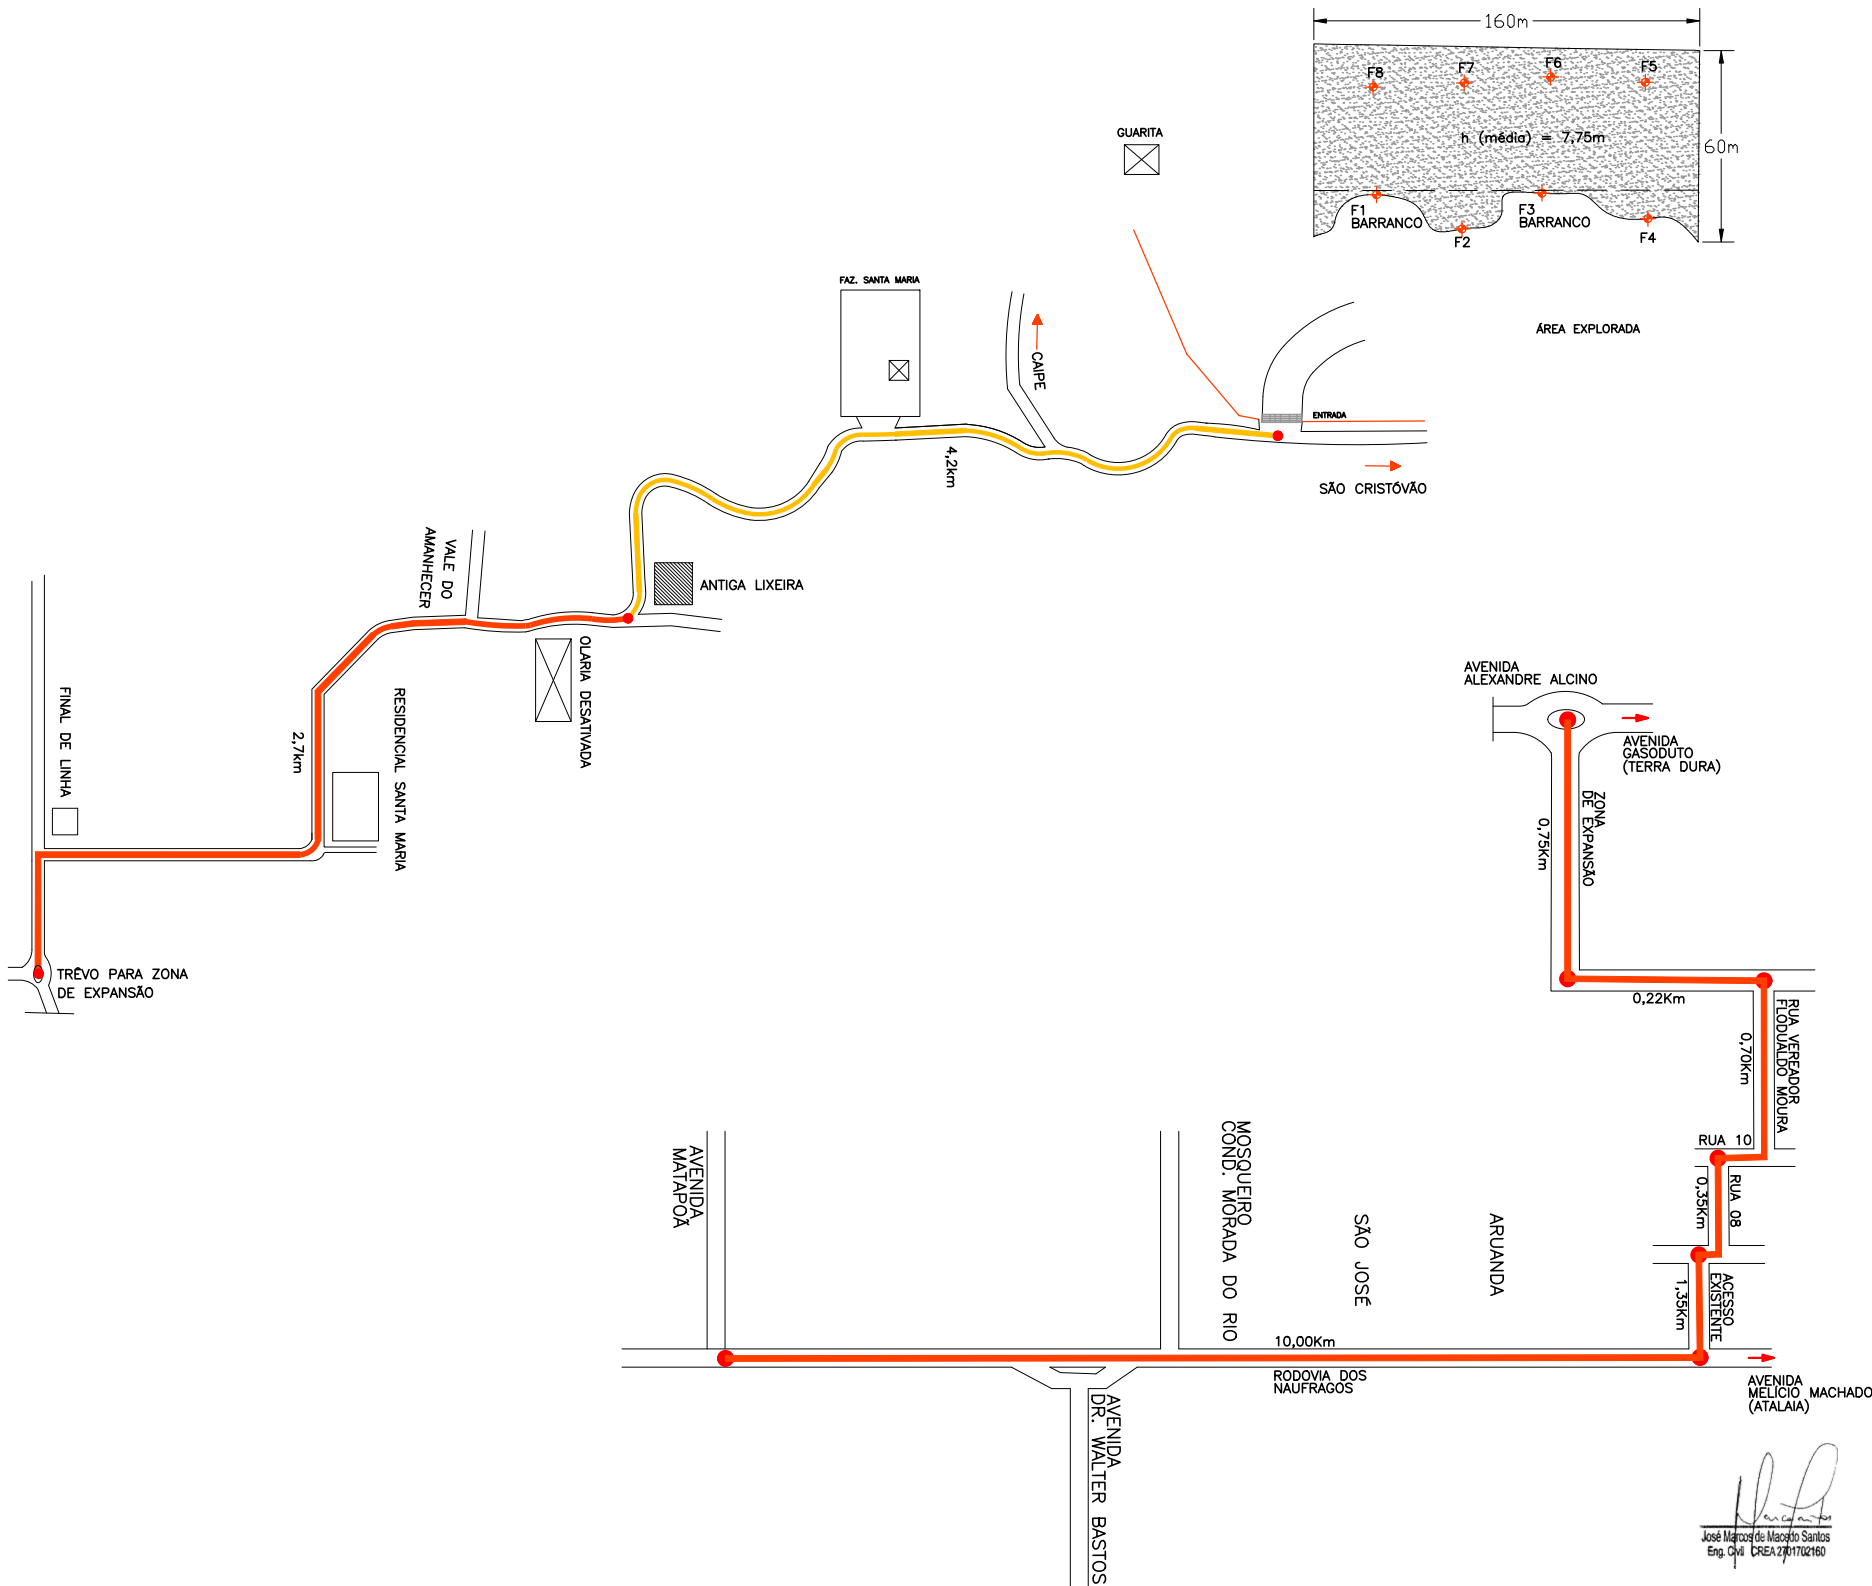 160m
F8
F7
F6
F5
h (média) = 7,75m
60m
F1
BARRANCO
F2
F3
BARRANCO
F4
GUARITA
ÁREA EXPLORADA
FAZ. SANTA MARIA
CAIPE
ENTRADA
4,2km
SÃO CRISTÓVÃO
VALE DO
AMANHECER
ANTIGA LIXEIRA
OLARIA DESATIVADA
FINAL DE LINHA
2,7km
RESIDENCIAL SANTA MARIA
TRÊVO PARA ZONA
DE EXPANSÃO
AVENIDA
ALEXANDRE ALCINO
AVENIDA
GASODUTO
(TERRA DURA)
ZONA
DE EXPANSÃO
0,75Km
0,22Km
RUA VEREADOR
FLODUALDO MOURA
0,70Km
RUA 10
RUA 08
0,35Km
ACESSO
EXISTENTE
1,35Km
AVENIDA
MATAPOÃ
MOSQUEIRO
COND. MORADA DO RIO
SÃO JOSÉ
ARUANDA
10,00Km
RODOVIA DOS
NAUFRAGOS
AVENIDA
MELÍCIO MACHADO
(ATALAIA)
AVENIDA
DR. WALTER BASTOS
José Marcos de Macedo Santos
Eng. Civil CREA 2701702160